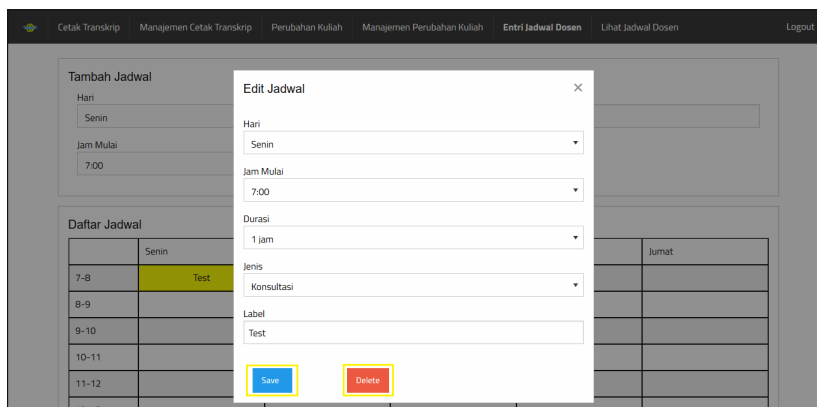 Cetak Transkrip Manajemen Cetak Transkrip Perubahan Kuliah Manajemen Perubahan Kuliah Entri Jadwal Dosen Lihat Jadwal Dosen Logout
Tambah Jadwal
Hari
Senin
Jam Mulai
7:00
Edit Jadwal ×
Hari
Senin
Jam Mulai
7:00
Durasi
1 jam
Jenis
Konsultasi
Label
Test
Save Delete
Daftar Jadwal
Senin Jumat
7-8 Test
8-9
9-10
10-11
11-12